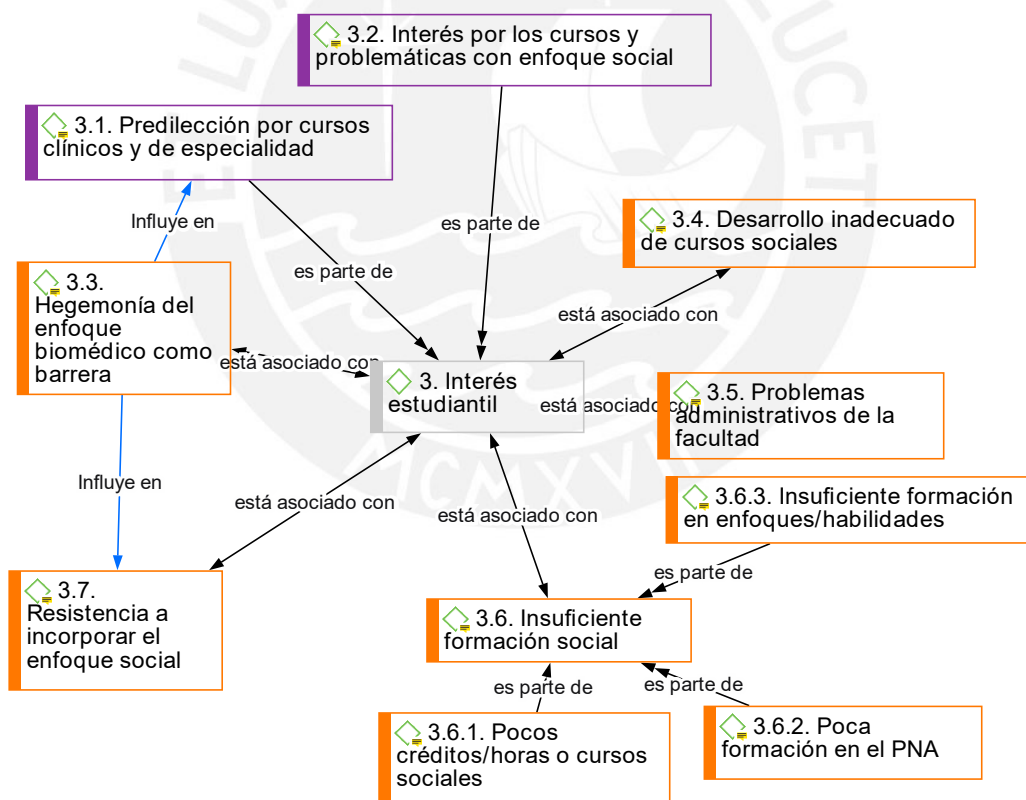 3.2. Interés por los cursos y
problemáticas con enfoque social
3.1. Predilección por cursos
clínicos y de especialidad
Influye en
es parte de
es parte de
3.4. Desarrollo inadecuado
de cursos sociales
3.3.
Hegemonía del
enfoque
biomédico como
barrera
está asociado con
está asociado con
3. Interés
estudiantil
está asociado con
3.5. Problemas
administrativos de la
facultad
Influye en
está asociado con
está asociado con
3.6.3. Insuficiente formación
en enfoques/habilidades
es parte de
3.7.
Resistencia a
incorporar el
enfoque social
3.6. Insuficiente
formación social
es parte de
es parte de
3.6.1. Pocos
créditos/horas o cursos
sociales
3.6.2. Poca
formación en el PNA
MCMXVII